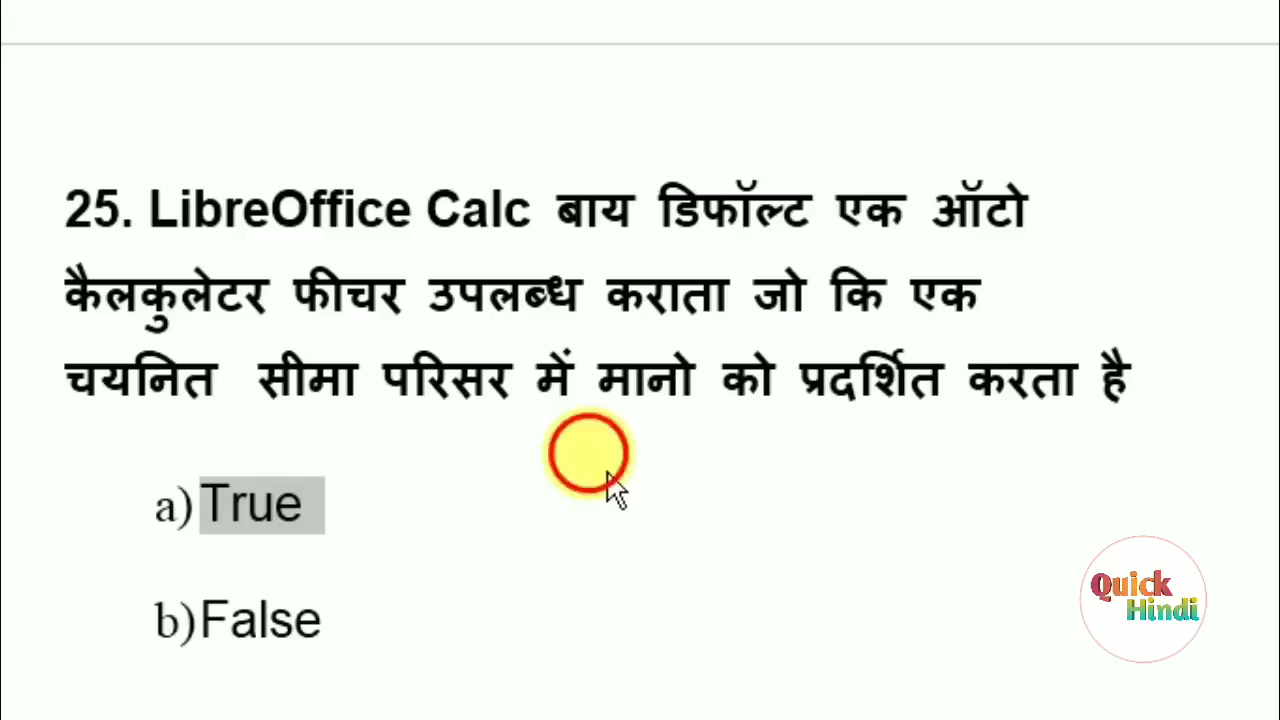 25. LibreOffice Calc बाय डिफॉल्ट एक ऑटो
कैलकुलेटर फीचर उपलब्ध कराता जो कि एक
चयनित सीमा परिसर में मानो को प्रदर्शित करता है
a) True
b) False
Quick
Hindi